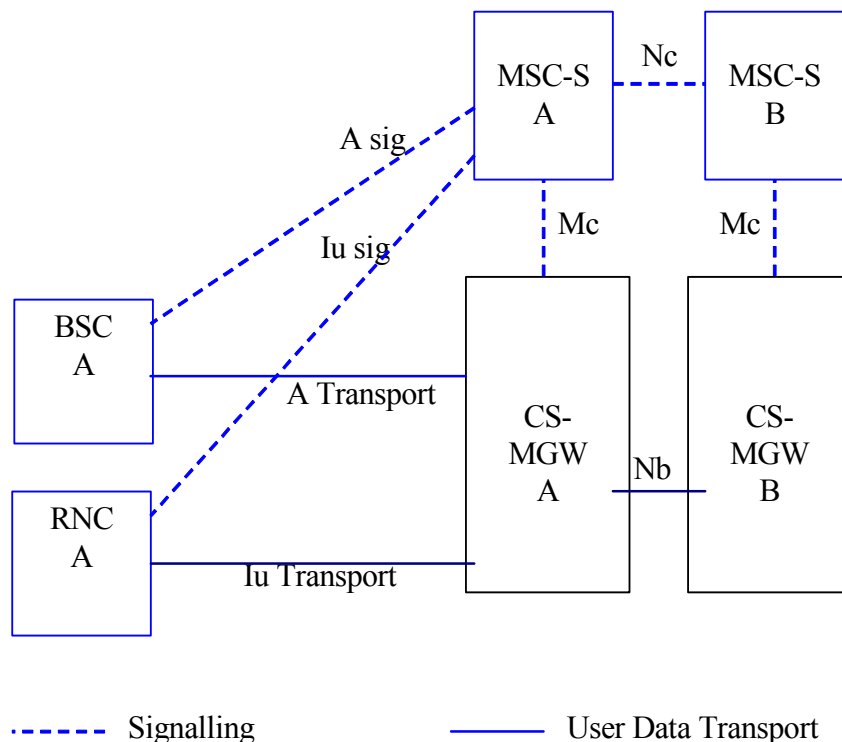 MSC-S
A
Nc
MSC-S
B
A sig
Iu sig
Mc
Mc
BSC
A
A Transport
CS-
MGW
A
Nb
CS-
MGW
B
RNC
A
Iu Transport
Signalling
User Data Transport